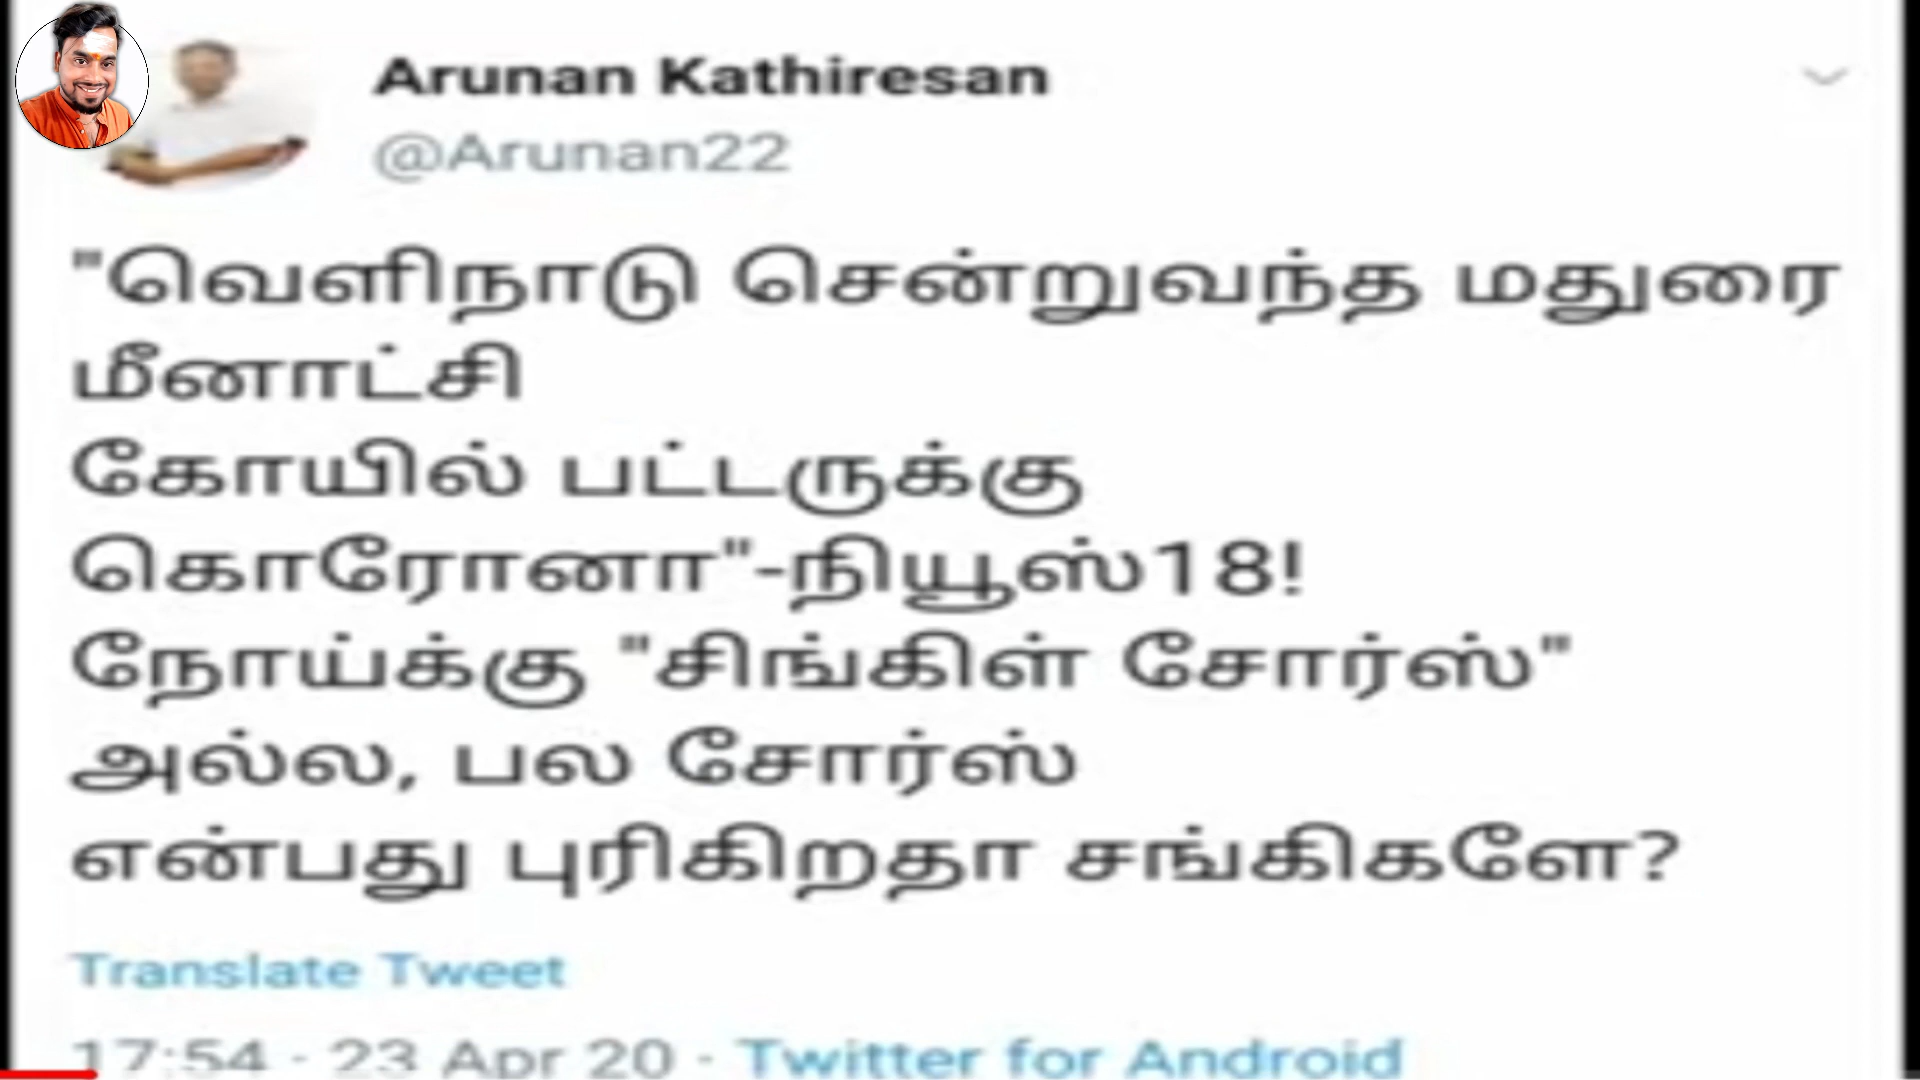 Arunan Kathiresan
@Arunan22
"வெளிநாடு சென்றுவந்த மதுரை
மீனாட்சி
கோயில் பட்டருக்கு
கொரோனா"-நியூஸ்18!
நோய்க்கு "சிங்கிள் சோர்ஸ்"
அல்ல, பல சோர்ஸ்
என்பது புரிகிறதா சங்கிகளே?
Translate Tweet
17:54 · 23 Apr 20 · Twitter for Android